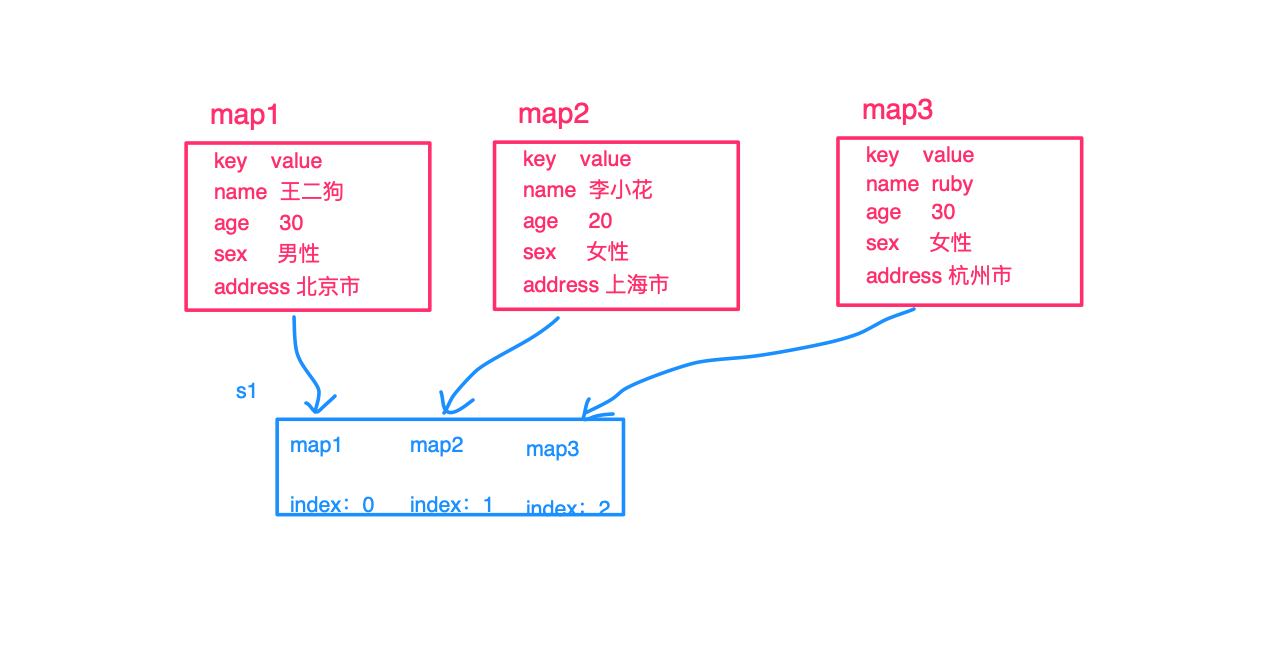 map1
key value
name 王二狗
age 30
sex 男性
address 北京市
map2
key value
name 李小花
age 20
sex 女性
address 上海市
map3
key value
name ruby
age 30
sex 女性
address 杭州市
s1
map1 map2 map3
index：0 index：1 index：2